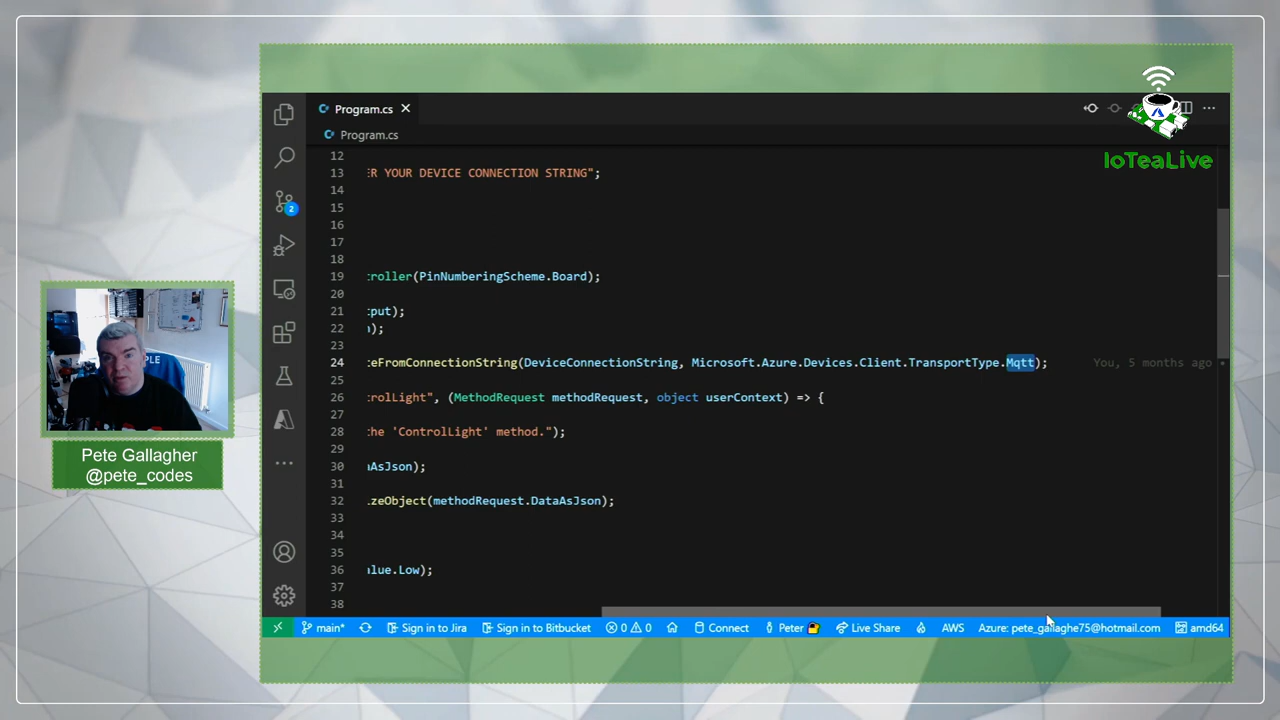 Program.cs
IoTeaLive
Program.cs
12
13 R YOUR DEVICE CONNECTION STRING";
14
15
16
17
18
19 roller(PinNumberingScheme.Board);
20
21 put);
22 );
23
24 eFromConnectionString(DeviceConnectionString, Microsoft.Azure.Devices.Client.TransportType.Mqtt); You, 5 months ago •
25
26 rolLight", (MethodRequest methodRequest, object userContext) => {
27
28 he 'ControlLight' method.");
29
30 AsJson);
31
32 zeObject(methodRequest.DataAsJson);
33
34
35
36 alue.Low);
37
38
2
PLE
Pete Gallagher
@pete_codes
main* Sign in to Jira Sign in to Bitbucket 0 0 Connect Peter Live Share AWS Azure: pete_gallaghe75@hotmail.com amd64